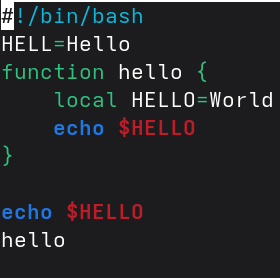 #!/bin/bash
HELL=Hello
function hello {
    local HELLO=World
    echo $HELLO
}

echo $HELLO
hello